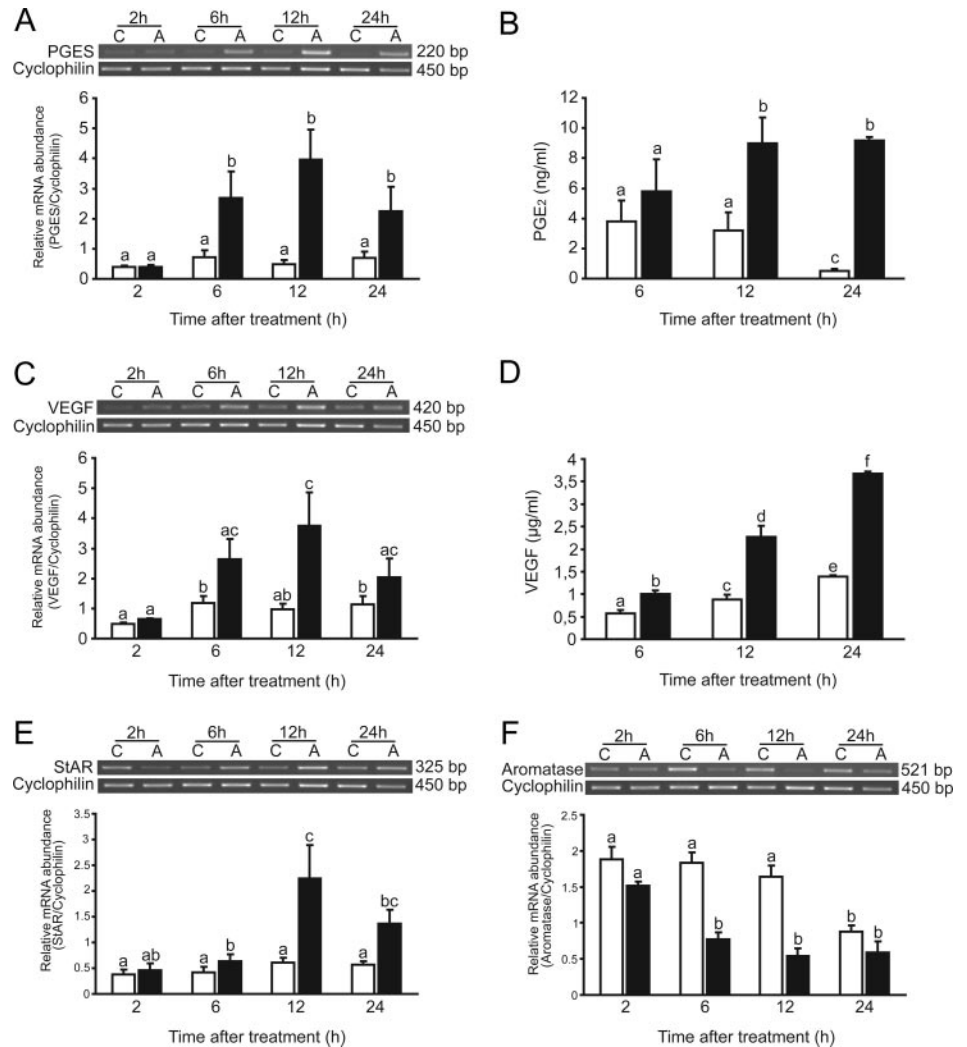 A
2h 6h 12h 24h
C A C A C A C A
PGES 220 bp
Cyclophilin 450 bp
Relative mRNA abundance
(PGES/Cyclophilin)
6
5
4
3
2
1
0
a a a b a b a b
2 6 12 24
Time after treatment (h)
B
PGE2 (ng/ml)
12
10
8
6
4
2
0
a a a b c b
6 12 24
Time after treatment (h)
C
2h 6h 12h 24h
C A C A C A C A
VEGF 420 bp
Cyclophilin 450 bp
Relative mRNA abundance
(VEGF/Cyclophilin)
6
5
4
3
2
1
0
a a b ac ab c b ac
2 6 12 24
Time after treatment (h)
D
VEGF (µg/ml)
4
3,5
3
2,5
2
1,5
1
0,5
0
a b c d e f
6 12 24
Time after treatment (h)
E
2h 6h 12h 24h
C A C A C A C A
StAR 325 bp
Cyclophilin 450 bp
Relative mRNA abundance
(StAR/Cyclophilin)
3.5
3
2.5
2
1.5
1
0.5
0
a ab a b a c a bc
2 6 12 24
Time after treatment (h)
F
2h 6h 12h 24h
C A C A C A C A
Aromatase 521 bp
Cyclophilin 450 bp
Relative mRNA abundance
(Aromatase/Cyclophilin)
2
1.5
1
0.5
0
a a a b a b b b
2 6 12 24
Time after treatment (h)